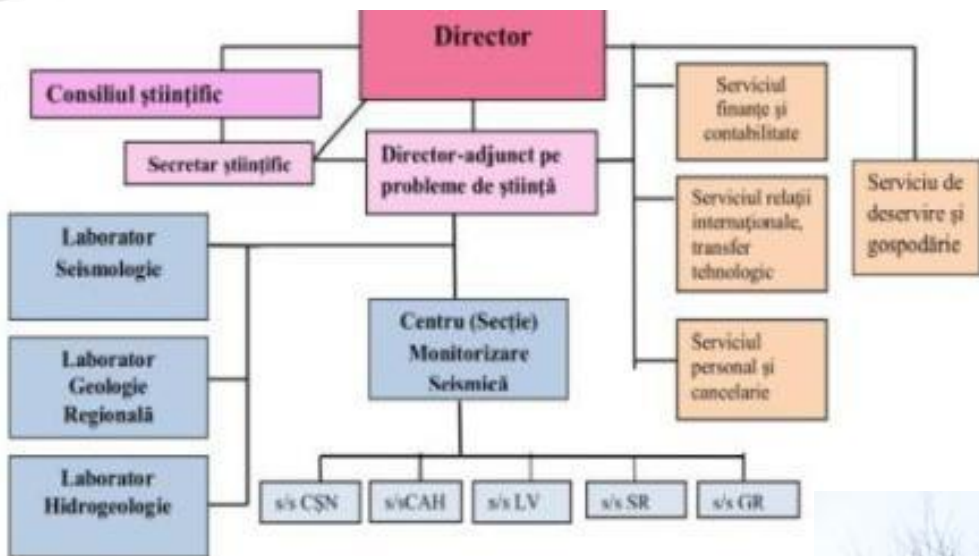 Director
Consiliul științific
Secretar științific
Director-adjunct pe
probleme de știință
Serviciul
finanțe și
contabilitate
Serviciul relații
internaționale,
transfer
tehnologic
Serviciul
personal și
cancelarie
Serviciu de
deservire și
gospodărie
Laborator
Seismologie
Laborator
Geologie
Regională
Laborator
Hidrogeologie
Centru (Secție)
Monitorizare
Seismică
s/s CȘN
s/sCAH
s/s LV
s/s SR
s/s GR